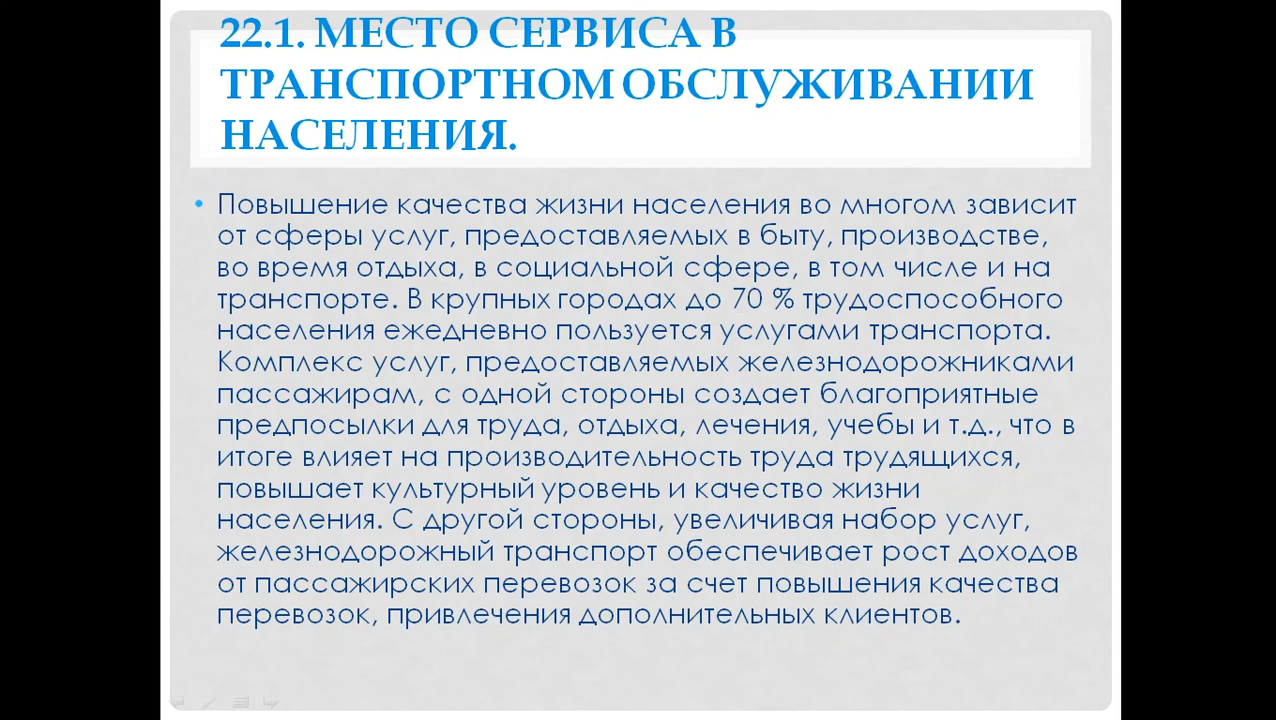 22.1. МЕСТО СЕРВИСА В
ТРАНСПОРТНОМ ОБСЛУЖИВАНИИ
НАСЕЛЕНИЯ.
• Повышение качества жизни населения во многом зависит
от сферы услуг, предоставляемых в быту, производстве,
во время отдыха, в социальной сфере, в том числе и на
транспорте. В крупных городах до 70 % трудоспособного
населения ежедневно пользуется услугами транспорта.
Комплекс услуг, предоставляемых железнодорожниками
пассажирам, с одной стороны создает благоприятные
предпосылки для труда, отдыха, лечения, учебы и т.д., что в
итоге влияет на производительность труда трудящихся,
повышает культурный уровень и качество жизни
населения. С другой стороны, увеличивая набор услуг,
железнодорожный транспорт обеспечивает рост доходов
от пассажирских перевозок за счет повышения качества
перевозок, привлечения дополнительных клиентов.